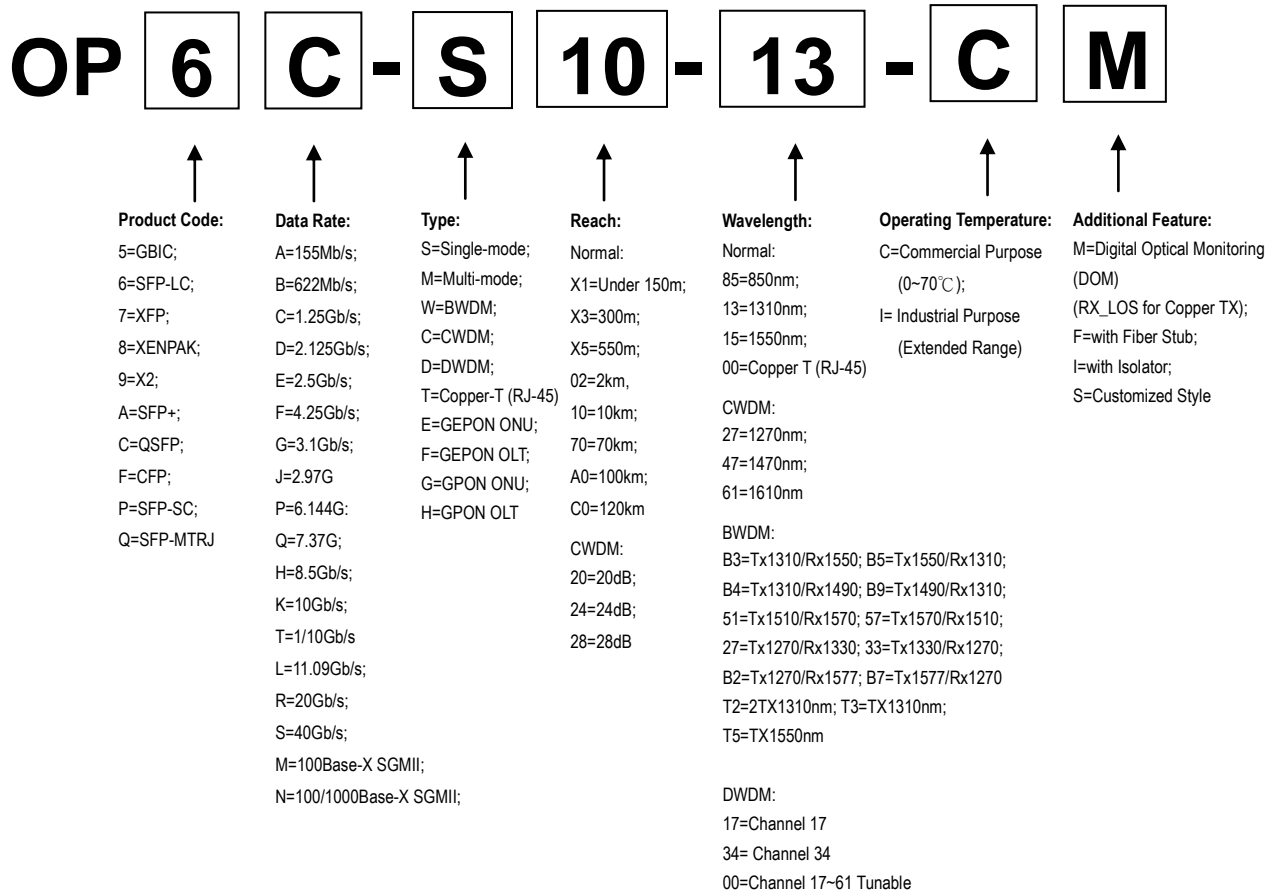 OP 6 C - S 10 - 13 - C M
Product Code:
5=GBIC;
6=SFP-LC;
7=XFP;
8=XENPAK;
9=X2;
A=SFP+;
C=QSFP;
F=CFP;
P=SFP-SC;
Q=SFP-MTRJ
Data Rate:
A=155Mb/s;
B=622Mb/s;
C=1.25Gb/s;
D=2.125Gb/s;
E=2.5Gb/s;
F=4.25Gb/s;
G=3.1Gb/s;
J=2.97G
P=6.144G:
Q=7.37G;
H=8.5Gb/s;
K=10Gb/s;
T=1/10Gb/s
L=11.09Gb/s;
R=20Gb/s;
S=40Gb/s;
M=100Base-X SGMII;
N=100/1000Base-X SGMII;
Type:
S=Single-mode;
M=Multi-mode;
W=BWDM;
C=CWDM;
D=DWDM;
T=Copper-T (RJ-45)
E=GEPON ONU;
F=GEPON OLT;
G=GPON ONU;
H=GPON OLT
Reach:
Normal:
X1=Under 150m;
X3=300m;
X5=550m;
02=2km,
10=10km;
70=70km;
A0=100km;
C0=120km
CWDM:
20=20dB;
24=24dB;
28=28dB
Wavelength:
Normal:
85=850nm;
13=1310nm;
15=1550nm;
00=Copper T (RJ-45)
CWDM:
27=1270nm;
47=1470nm;
61=1610nm
BWDM:
B3=Tx1310/Rx1550; B5=Tx1550/Rx1310;
B4=Tx1310/Rx1490; B9=Tx1490/Rx1310;
51=Tx1510/Rx1570; 57=Tx1570/Rx1510;
27=Tx1270/Rx1330; 33=Tx1330/Rx1270;
B2=Tx1270/Rx1577; B7=Tx1577/Rx1270
T2=2TX1310nm; T3=TX1310nm;
T5=TX1550nm
DWDM:
17=Channel 17
34= Channel 34
00=Channel 17~61 Tunable
Operating Temperature:
C=Commercial Purpose
(0~70℃);
I= Industrial Purpose
(Extended Range)
Additional Feature:
M=Digital Optical Monitoring
(DOM)
(RX_LOS for Copper TX);
F=with Fiber Stub;
I=with Isolator;
S=Customized Style